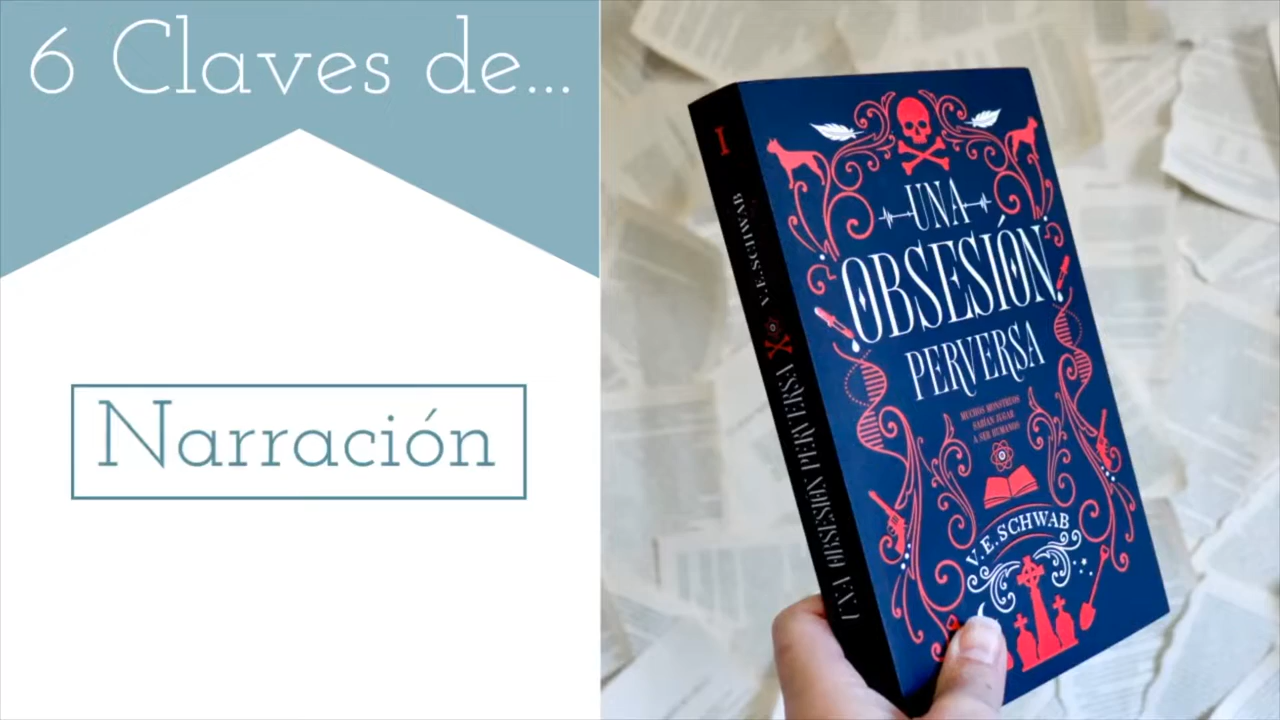 6 Claves de...
Narración
I
V.E.SCHWAB
UNA OBSESIÓN PERVERSA
UNA
OBSESIÓN
PERVERSA
MUCHOS MONSTRUOS
SABÍAN JUGAR
A SER HUMANOS
V.E.SCHWAB